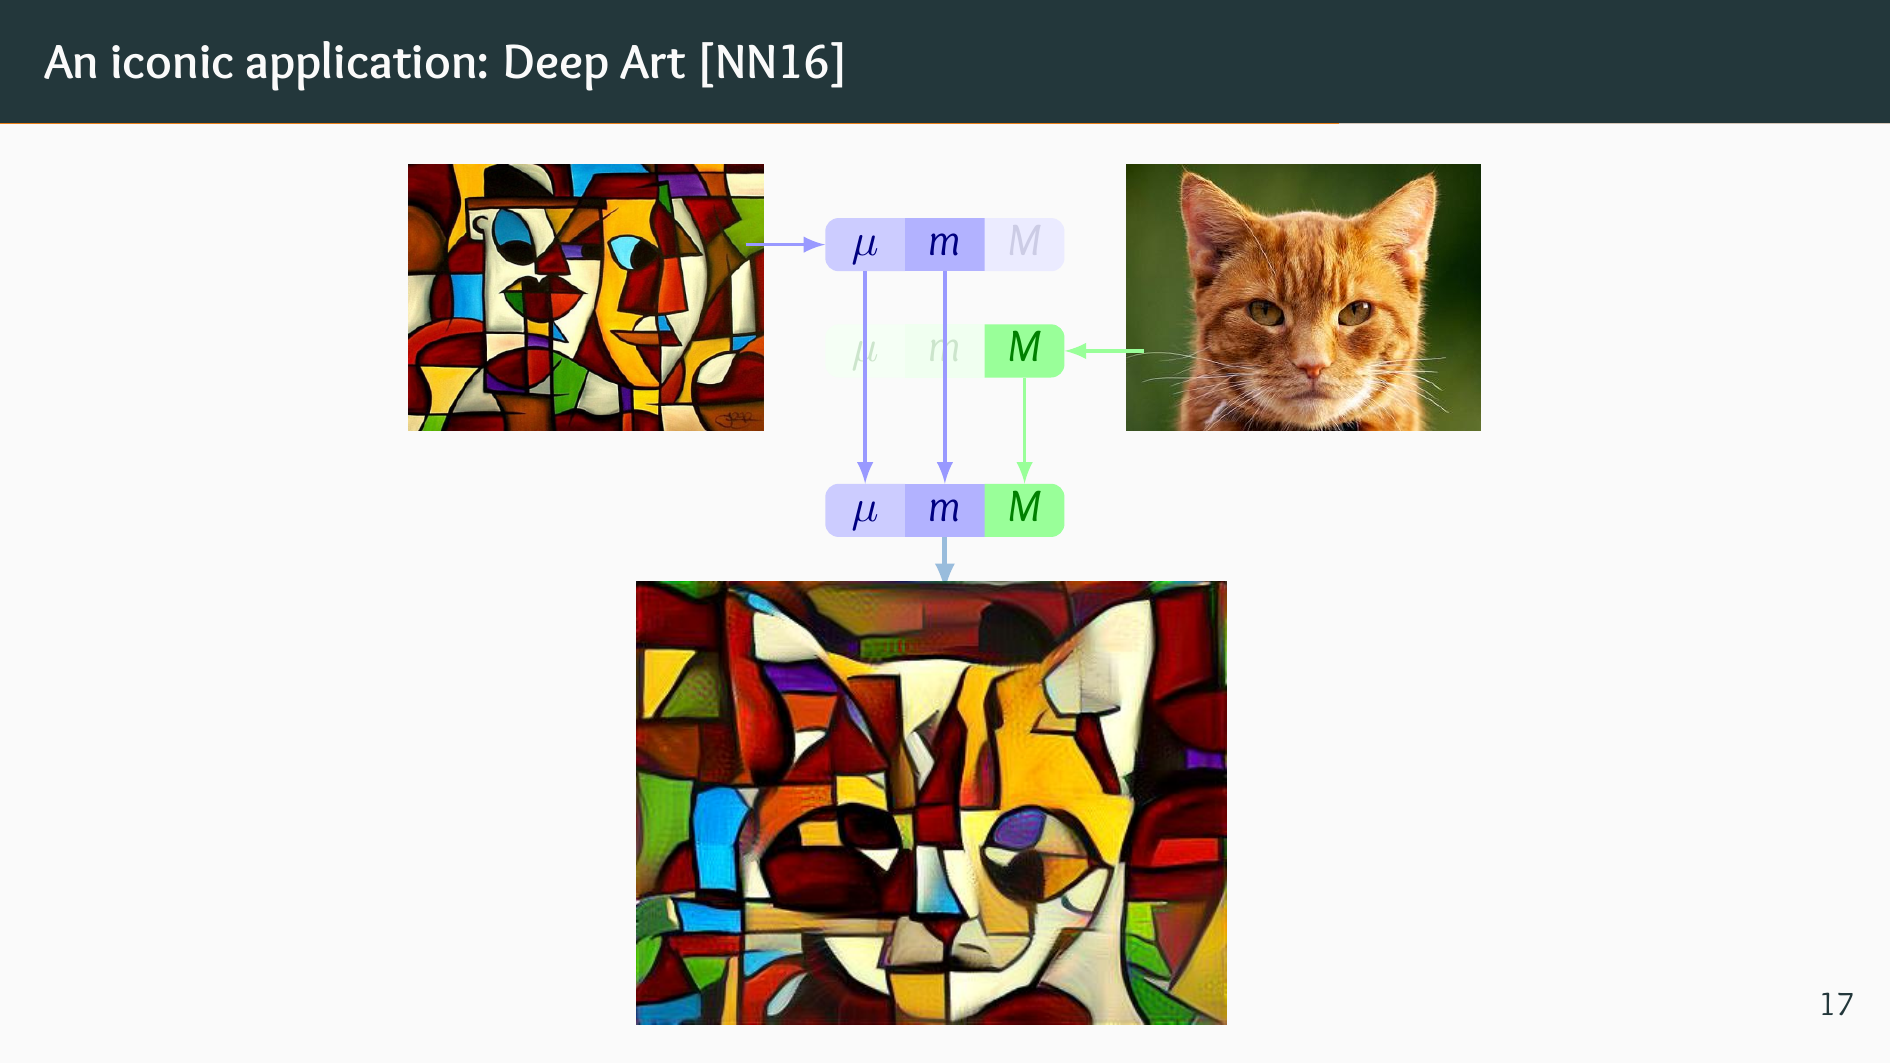 An iconic application: Deep Art [NN16]
μ m M
μ m M
μ m M
17